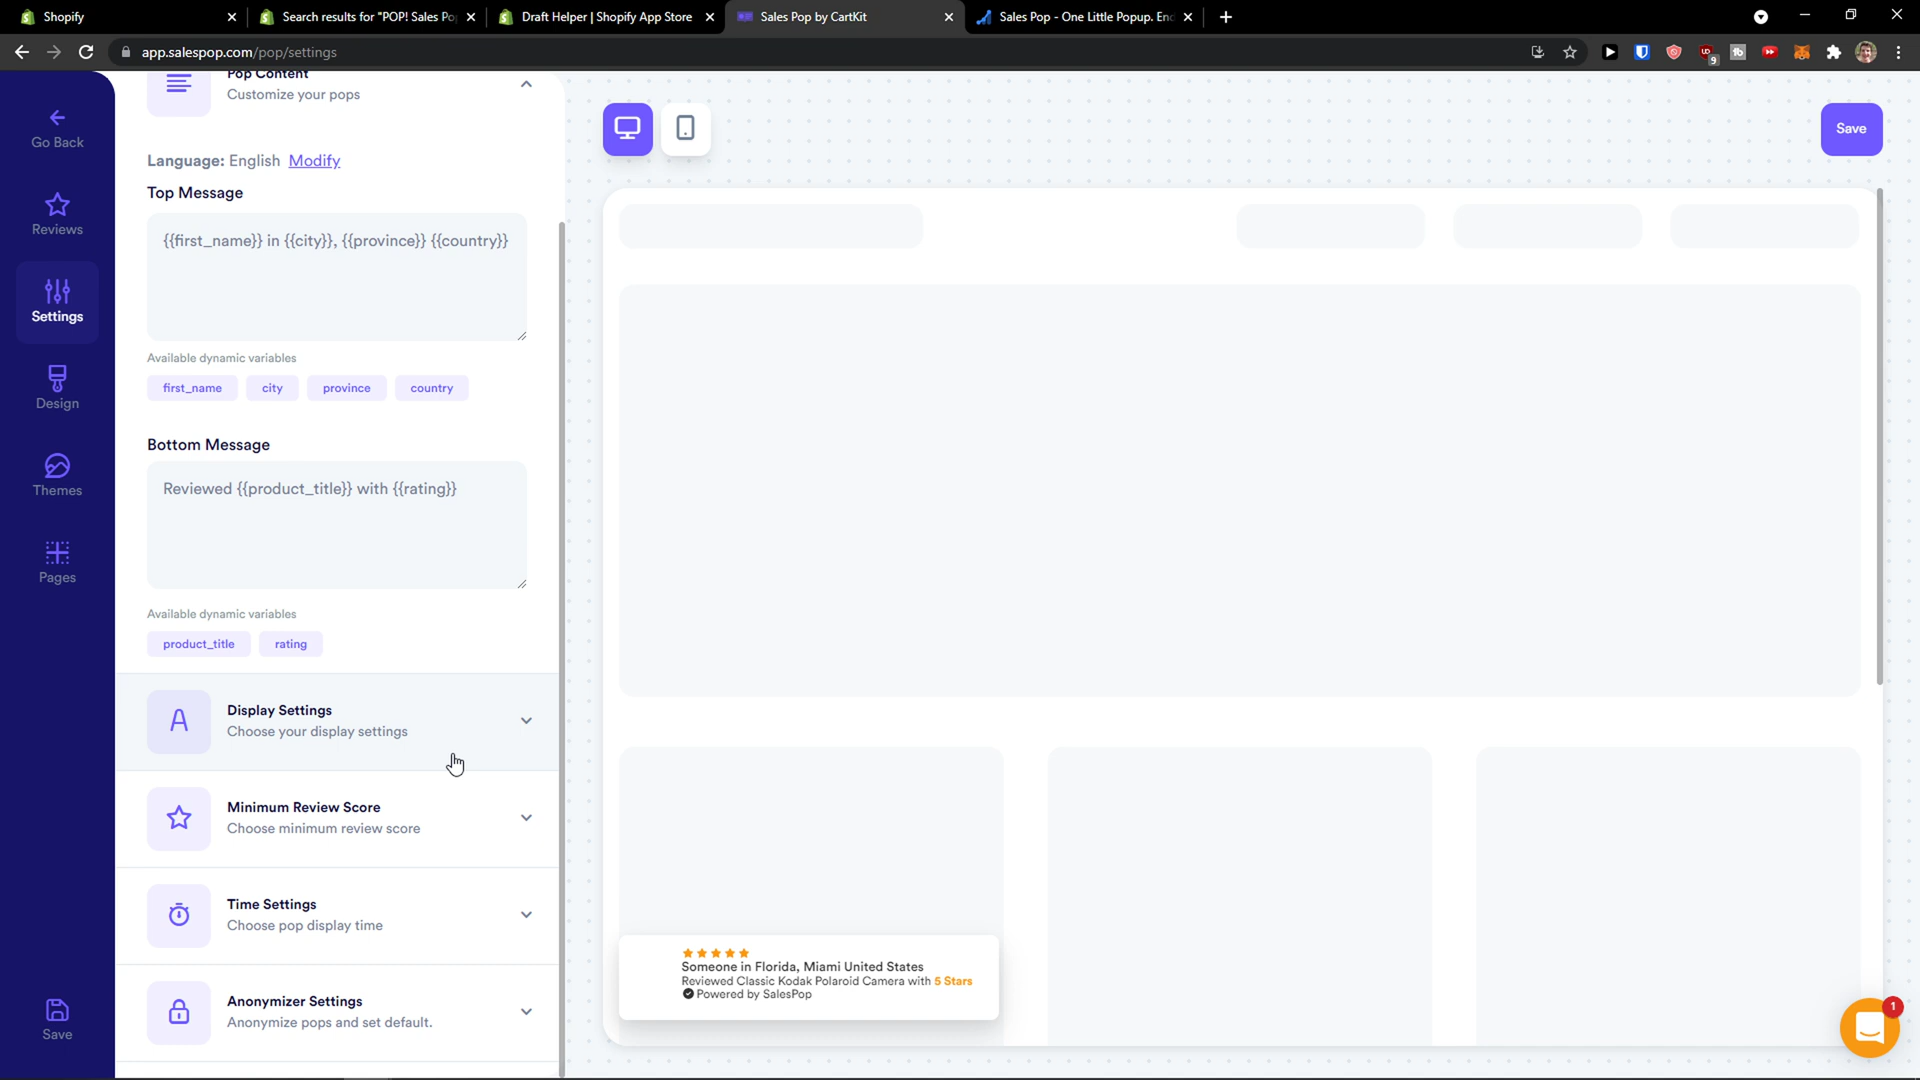 Shopify
Search results for "POP! Sales Po
Draft Helper | Shopify App Store
Sales Pop by CartKit
Sales Pop - One Little Popup. End
app.salespop.com/pop/settings
9
Go Back
Reviews
Settings
Design
Themes
Pages
Save
Pop Content
Customize your pops
Language: English Modify
Top Message
{{first_name}} in {{city}}, {{province}} {{country}}
Available dynamic variables
first_name city province country
Bottom Message
Reviewed {{product_title}} with {{rating}}
Available dynamic variables
product_title rating
Display Settings
Choose your display settings
Minimum Review Score
Choose minimum review score
Time Settings
Choose pop display time
Anonymizer Settings
Anonymize pops and set default.
Save
Someone in Florida, Miami United States
Reviewed Classic Kodak Polaroid Camera with 5 Stars
Powered by SalesPop
1